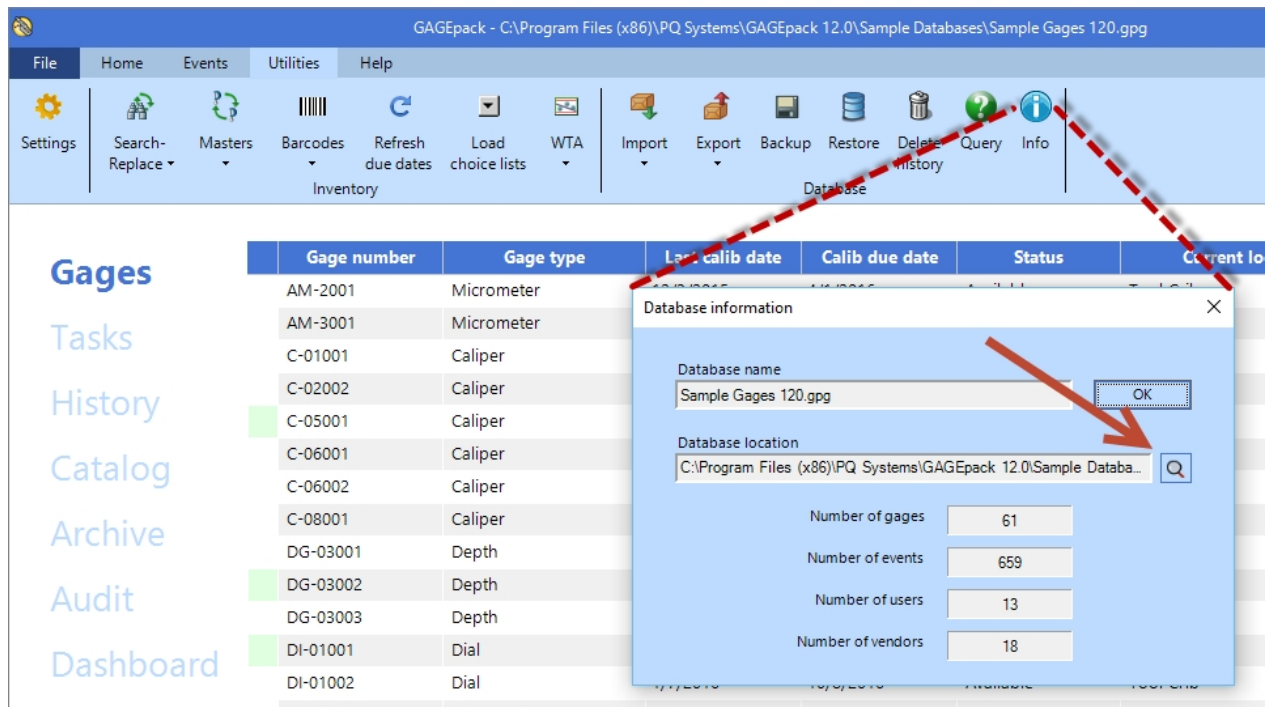 GAGEpack - C:\Program Files (x86)\PQ Systems\GAGEpack 12.0\Sample Databases\Sample Gages 120.gpg
File Home Events Utilities Help
Settings Search- Masters Barcodes Refresh Load WTA Import Export Backup Restore Delete Query Info
Replace due dates choice lists history
Inventory Database
Gages
Tasks
History
Catalog
Archive
Audit
Dashboard
Gage number Gage type Last calib date Calib due date Status Current lo
AM-2001 Micrometer
AM-3001 Micrometer
C-01001 Caliper
C-02002 Caliper
C-05001 Caliper
C-06001 Caliper
C-06002 Caliper
C-08001 Caliper
DG-03001 Depth
DG-03002 Depth
DG-03003 Depth
DI-01001 Dial
DI-01002 Dial
Database information
Database name
Sample Gages 120.gpg OK
Database location
C:\Program Files (x86)\PQ Systems\GAGEpack 12.0\Sample Databa...
Number of gages 61
Number of events 659
Number of users 13
Number of vendors 18